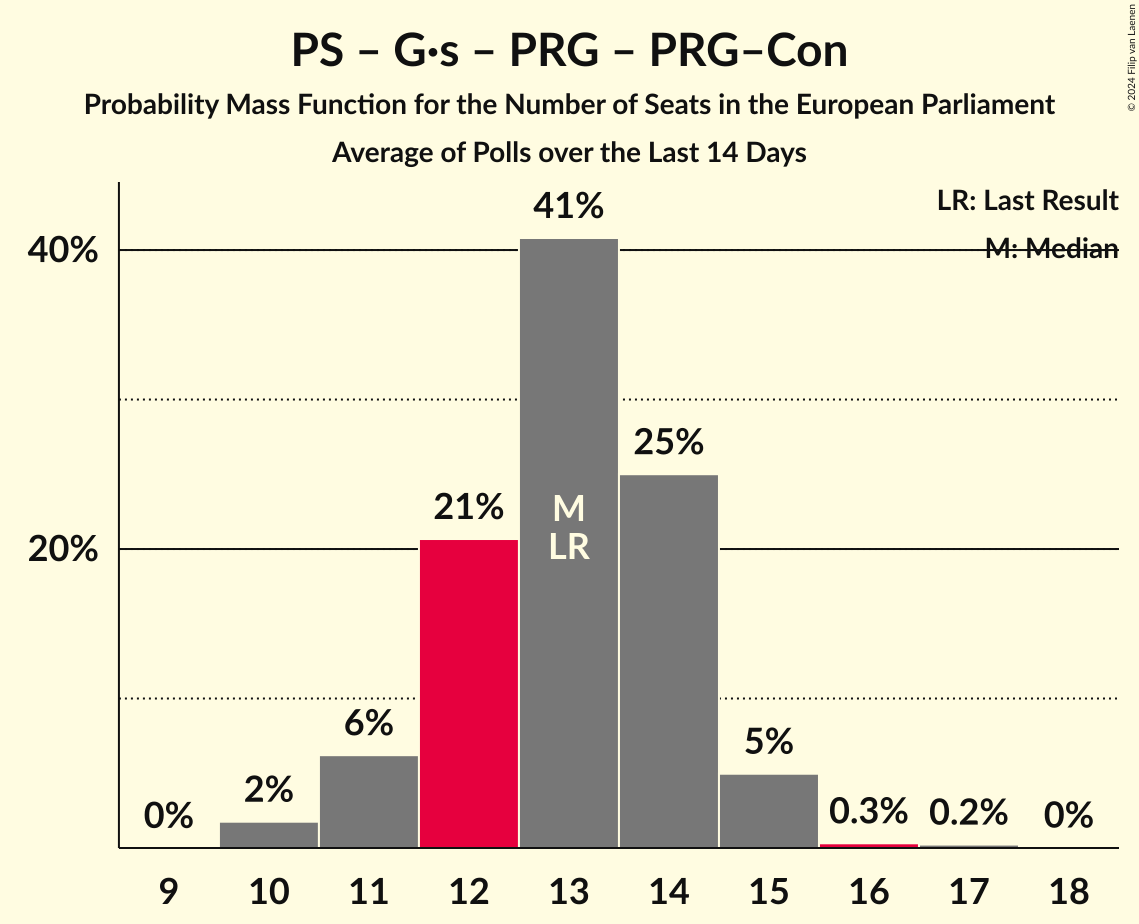 PS – G·s – PRG – PRG–Con
Probability Mass Function for the Number of Seats in the European Parliament
Average of Polls over the Last 14 Days
© 2024 Filip van Laenen
LR: Last Result
M: Median
40%
20%
0%
2%
6%
21%
41%
25%
5%
0.3%
0.2%
0%
M
LR
9
10
11
12
13
14
15
16
17
18